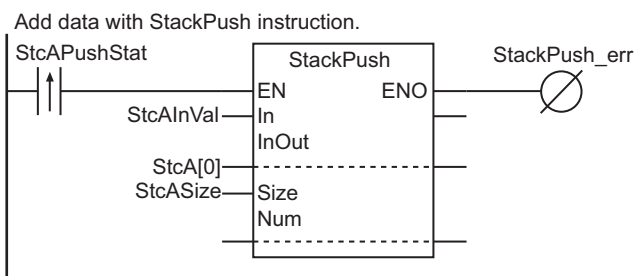 Add data with StackPush instruction.
StcAPushStat
StackPush
StackPush_err
EN
ENO
StcAInVal
In
InOut
StcA[0]
StcASize
Size
Num